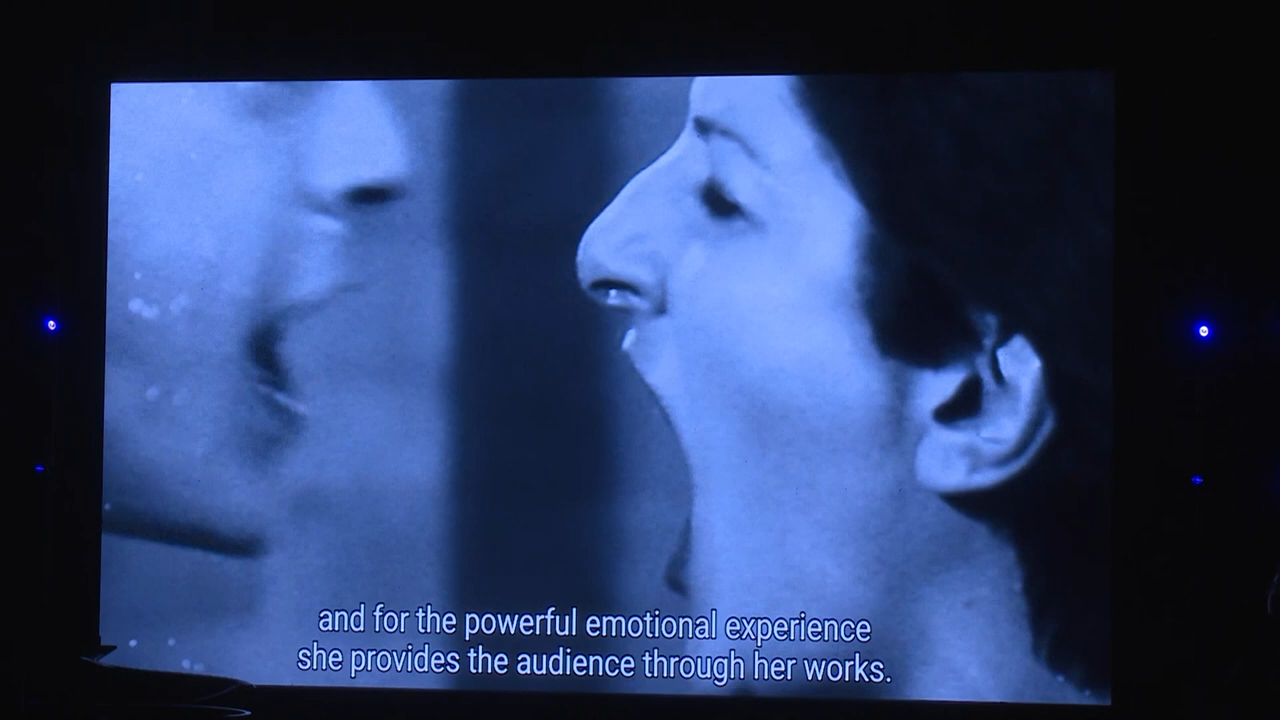 and for the powerful emotional experience
she provides the audience through her works.